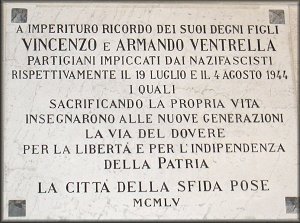 A IMPERITURO RICORDO DEI SUOI DEGNI FIGLI
VINCENZO E ARMANDO VENTRELLA
PARTIGIANI IMPICCATI DAI NAZIFASCISTI
RISPETTIVAMENTE IL 19 LUGLIO E IL 4 AGOSTO 1944
I QUALI
SACRIFICANDO LA PROPRIA VITA
INSEGNARONO ALLE NUOVE GENERAZIONI
LA VIA DEL DOVERE
PER LA LIBERTÀ E PER L'INDIPENDENZA
DELLA PATRIA
LA CITTÀ DELLA SFIDA POSE
MCMLV